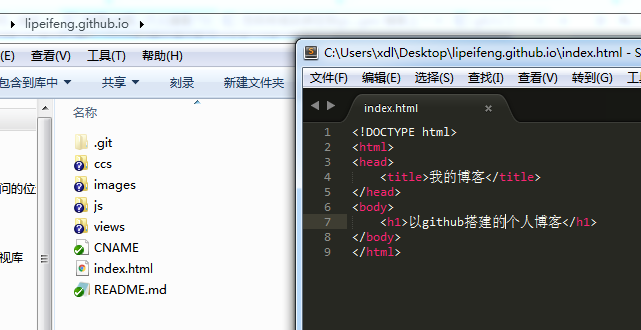 lipeifeng.github.io
(E) 查看(V) 工具(T) 帮助(H)
包含到库中 共享 刻录 新建文件夹
问的位
视库
名称
.git
ccs
images
js
views
CNAME
index.html
README.md
C:\Users\xdl\Desktop\lipeifeng.github.io\index.html - S
文件(F) 编辑(E) 选择(S) 查找(I) 查看(V) 转到(G) 工
index.html
1 <!DOCTYPE html>
2 <html>
3 <head>
4 <title>我的博客</title>
5 </head>
6 <body>
7 <h1>以github搭建的个人博客</h1>
8 </body>
9 </html>